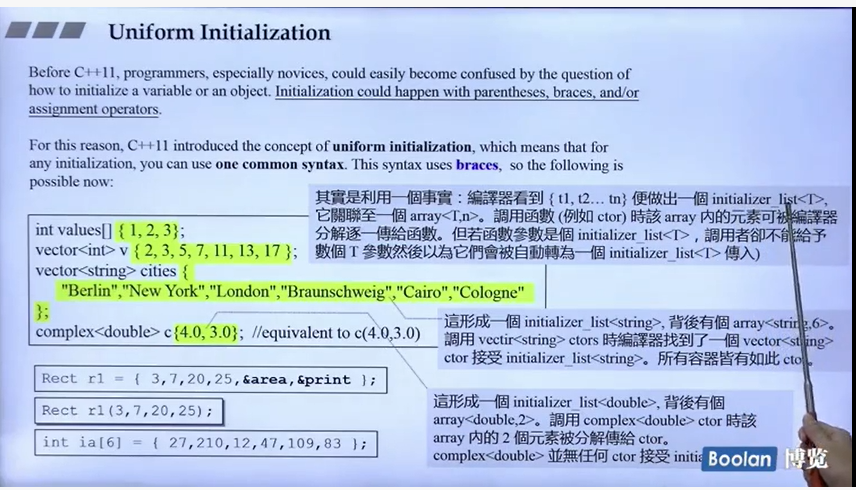 Uniform Initialization
Before C++11, programmers, especially novices, could easily become confused by the question of
how to initialize a variable or an object. Initialization could happen with parentheses, braces, and/or
assignment operators.
For this reason, C++11 introduced the concept of uniform initialization, which means that for
any initialization, you can use one common syntax. This syntax uses braces, so the following is
possible now:
其實是利用一個事實：編譯器看到 { t1, t2… tn} 便做出一個 initializer_list<T>,
它關聯至一個 array<T,n>。調用函數 (例如 ctor) 時該 array 內的元素可被編譯器
分解逐一傳給函數。但若函數參數是個 initializer_list<T>，調用者卻不能給予
數個 T 參數然後以為它們會被自動轉為一個 initializer_list<T> 傳入)
int values[] { 1, 2, 3};
vector<int> v { 2, 3, 5, 7, 11, 13, 17 };
vector<string> cities {
"Berlin","New York","London","Braunschweig","Cairo","Cologne"
};
complex<double> c{4.0, 3.0}; //equivalent to c(4.0,3.0)
這形成一個 initializer_list<string>, 背後有個 array<string,6>。
調用 vectir<string> ctors 時編譯器找到了一個 vector<string>
ctor 接受 initializer_list<string>。所有容器皆有如此 ctor。
Rect r1 = { 3,7,20,25,&area,&print };
Rect r1(3,7,20,25);
int ia[6] = { 27,210,12,47,109,83 };
這形成一個 initializer_list<double>, 背後有個
array<double,2>。調用 complex<double> ctor 時該
array 內的 2 個元素被分解傳給 ctor。
complex<double> 並無任何 ctor 接受 initia
Boolan 博览